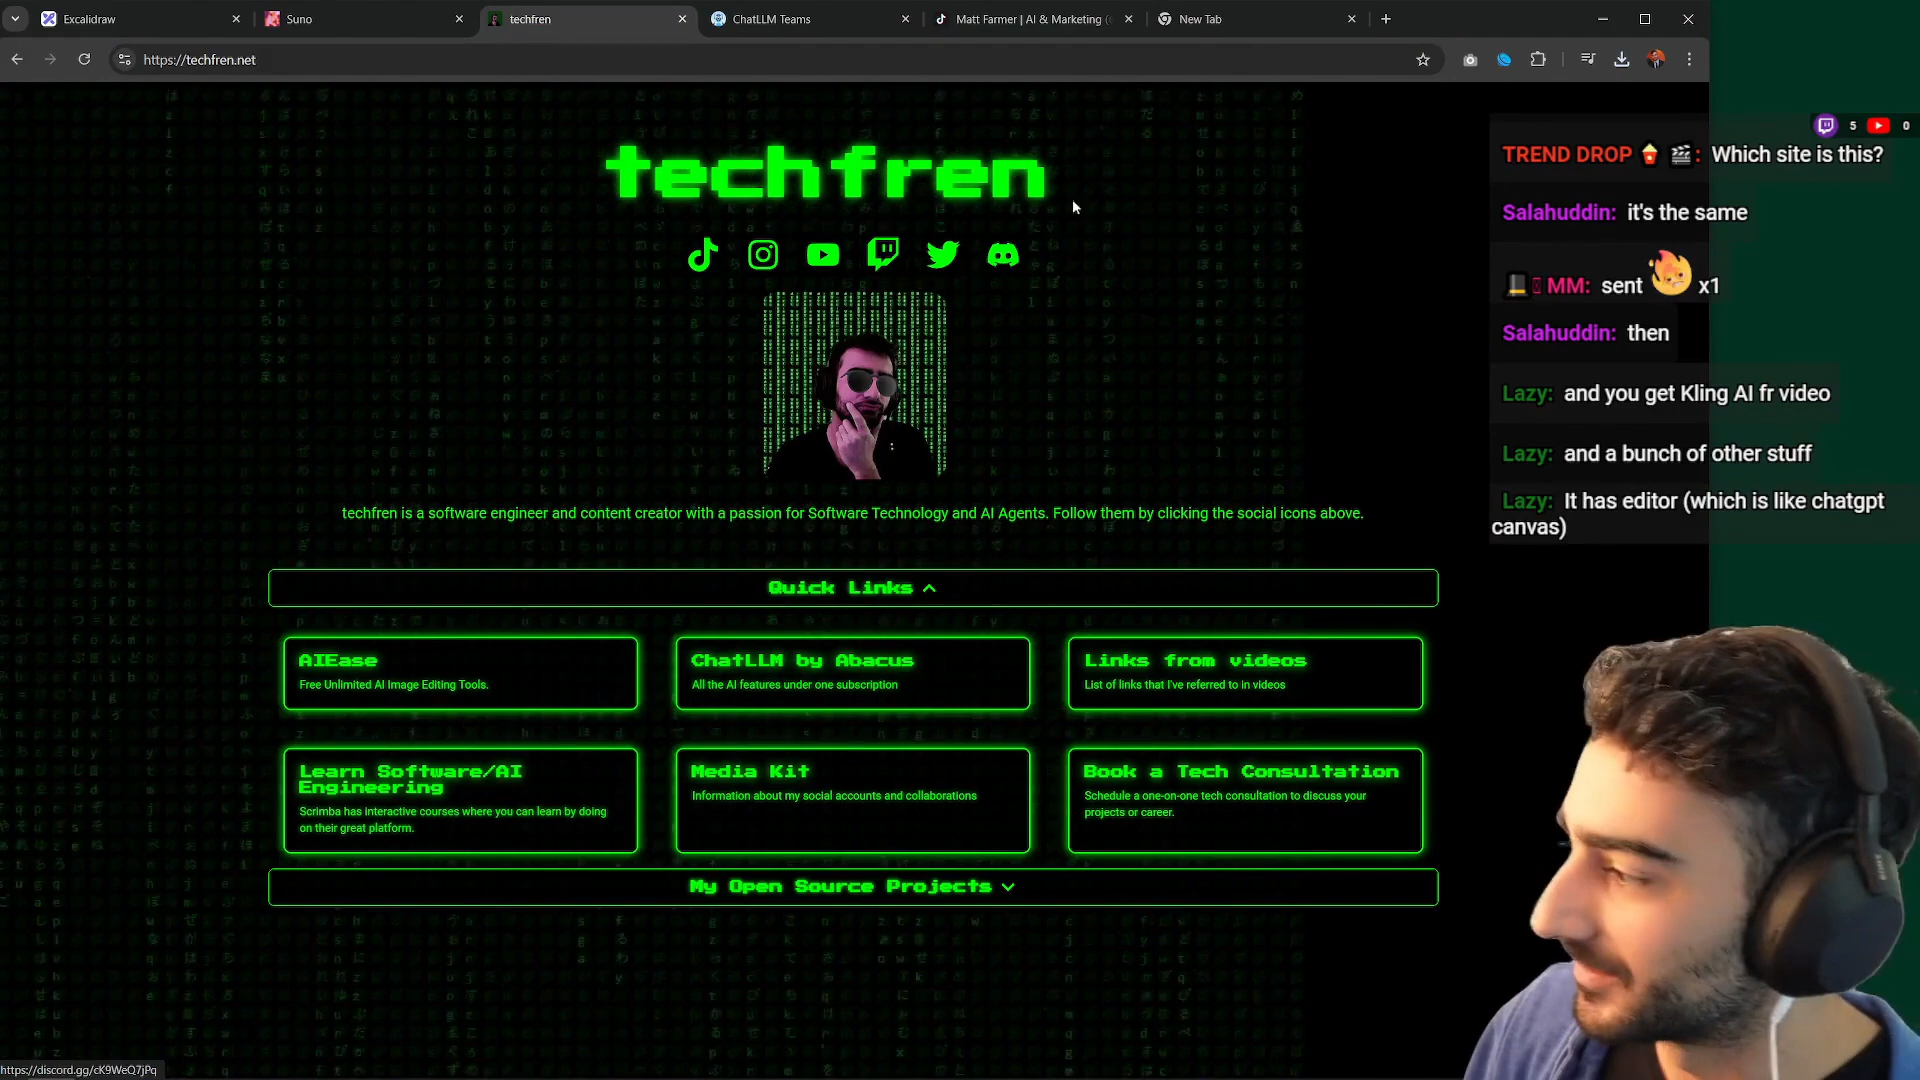 Excalidraw
Suno
techfren
ChatLLM Teams
Matt Farmer | AI & Marketing (
New Tab
https://techfren.net
techfren
5
0
TREND DROP 🍿 🎬: Which site is this?
Salahuddin: it's the same
MM: sent x1
Salahuddin: then
Lazy: and you get Kling AI fr video
Lazy: and a bunch of other stuff
Lazy: It has editor (which is like chatgpt
canvas)
techfren is a software engineer and content creator with a passion for Software Technology and AI Agents. Follow them by clicking the social icons above.
Quick Links
AIEase
Free Unlimited AI Image Editing Tools.
ChatLLM by Abacus
All the AI features under one subscription
Links from videos
List of links that I've referred to in videos
Learn Software/AI
Engineering
Scrimba has interactive courses where you can learn by doing
on their great platform.
Media Kit
Information about my social accounts and collaborations
Book a Tech Consultation
Schedule a one-on-one tech consultation to discuss your
projects or career.
My Open Source Projects
https://discord.gg/cK9WeQ7jPq